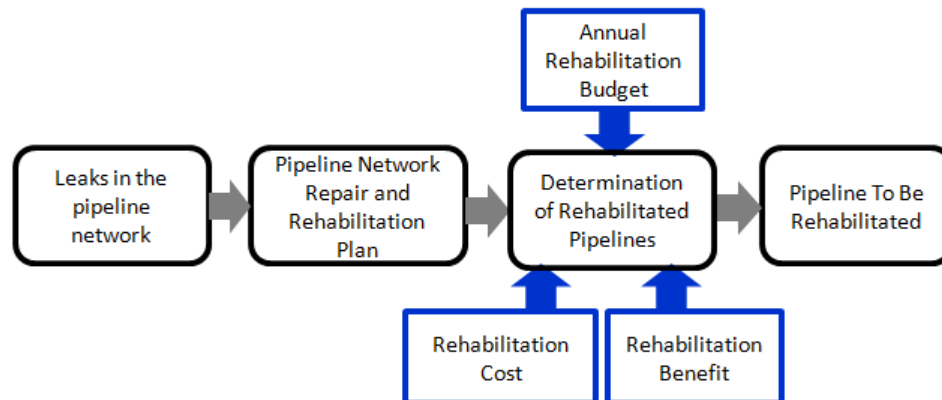 Annual
Rehabilitation
Budget
Leaks in the
pipeline
network
Pipeline Network
Repair and
Rehabilitation
Plan
Determination
of Rehabilitated
Pipelines
Pipeline To Be
Rehabilitated
Rehabilitation
Cost
Rehabilitation
Benefit